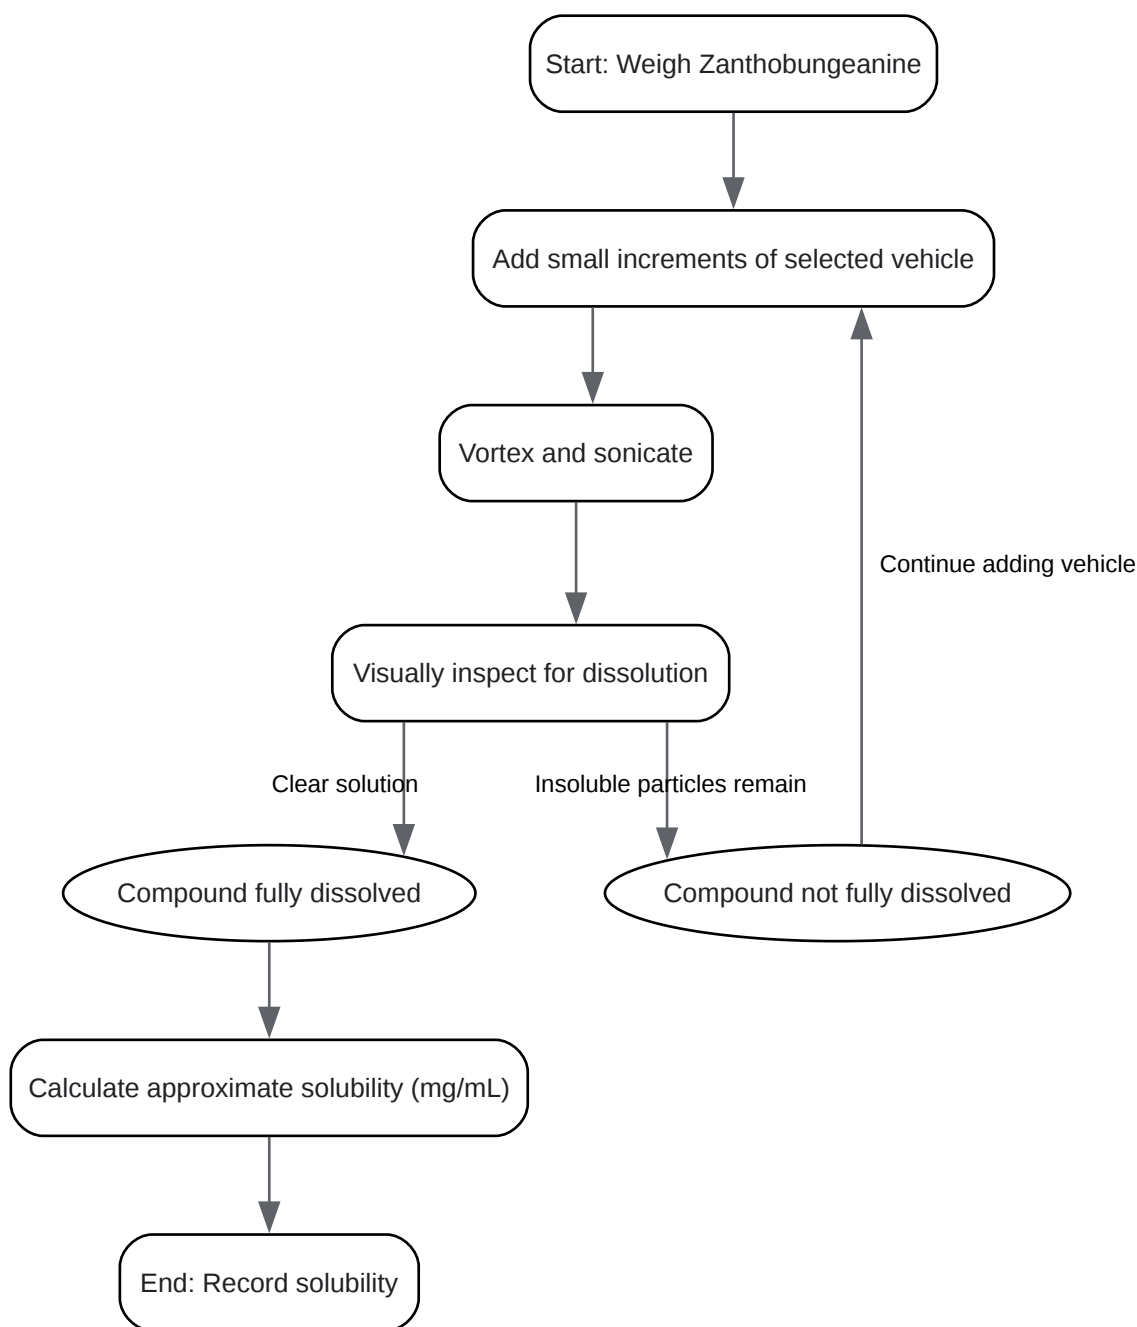 Start: Weigh Zanthobungeanine
Add small increments of selected vehicle
Vortex and sonicate
Continue adding vehicle
Visually inspect for dissolution
Clear solution
Insoluble particles remain
Compound fully dissolved
Compound not fully dissolved
Calculate approximate solubility (mg/mL)
End: Record solubility